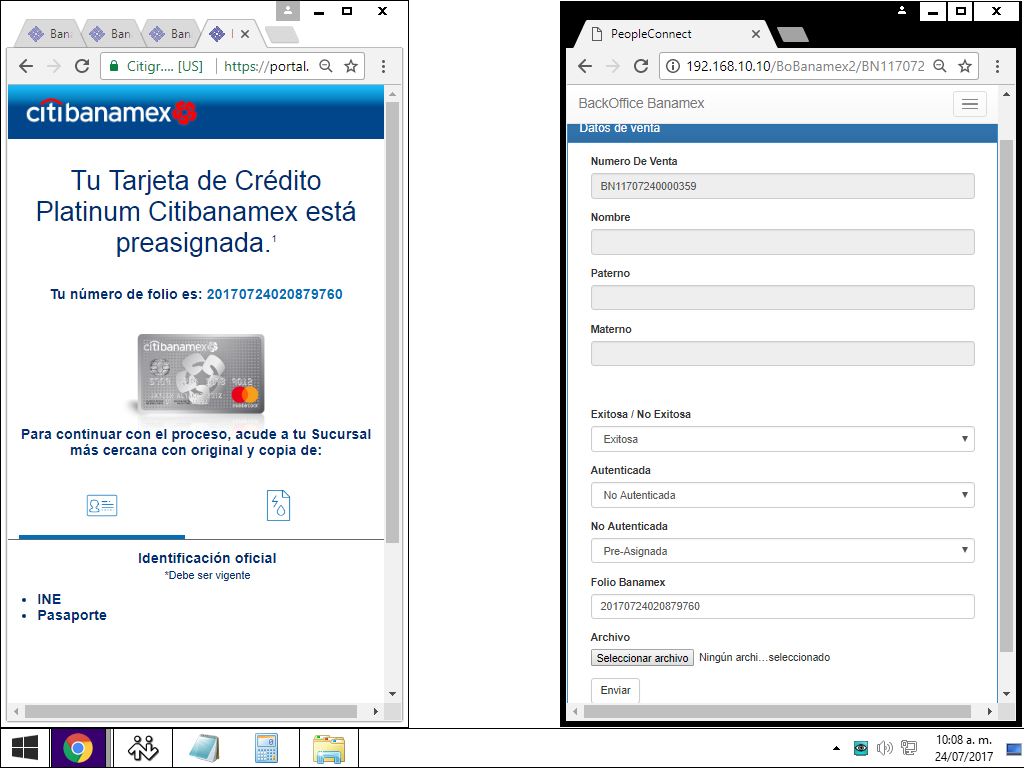 Ban
Ban
Ban
Citigr.... [US]
https://portal.
citibanamex
Tu Tarjeta de Crédito
Platinum Citibanamex está
preasignada.1
Tu número de folio es: 20170724020879760
citibanamex
Para continuar con el proceso, acude a tu Sucursal
más cercana con original y copia de:
Identificación oficial
*Debe ser vigente
INE
Pasaporte
PeopleConnect
192.168.10.10/BoBanamex2/BN117072
BackOffice Banamex
Datos de venta
Numero De Venta
BN11707240000359
Nombre
Paterno
Materno
Exitosa / No Exitosa
Exitosa
Autenticada
No Autenticada
No Autenticada
Pre-Asignada
Folio Banamex
20170724020879760
Archivo
Seleccionar archivo Ningún archi...seleccionado
Enviar
10:08 a. m.
24/07/2017